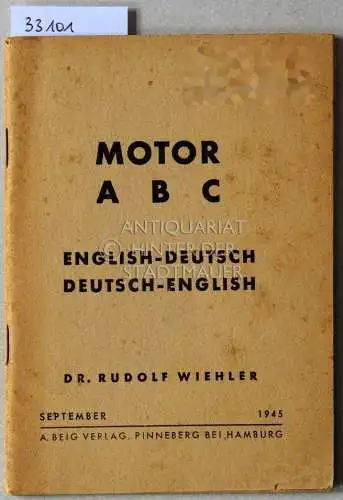 33101
MOTOR
A B C
ANTIQUARIAT
HINTER DER
STADTMAUER
ENGLISH-DEUTSCH
DEUTSCH-ENGLISH
DR. RUDOLF WIEHLER
SEPTEMBER 1945
A. BEIG VERLAG, PINNEBERG BEI HAMBURG